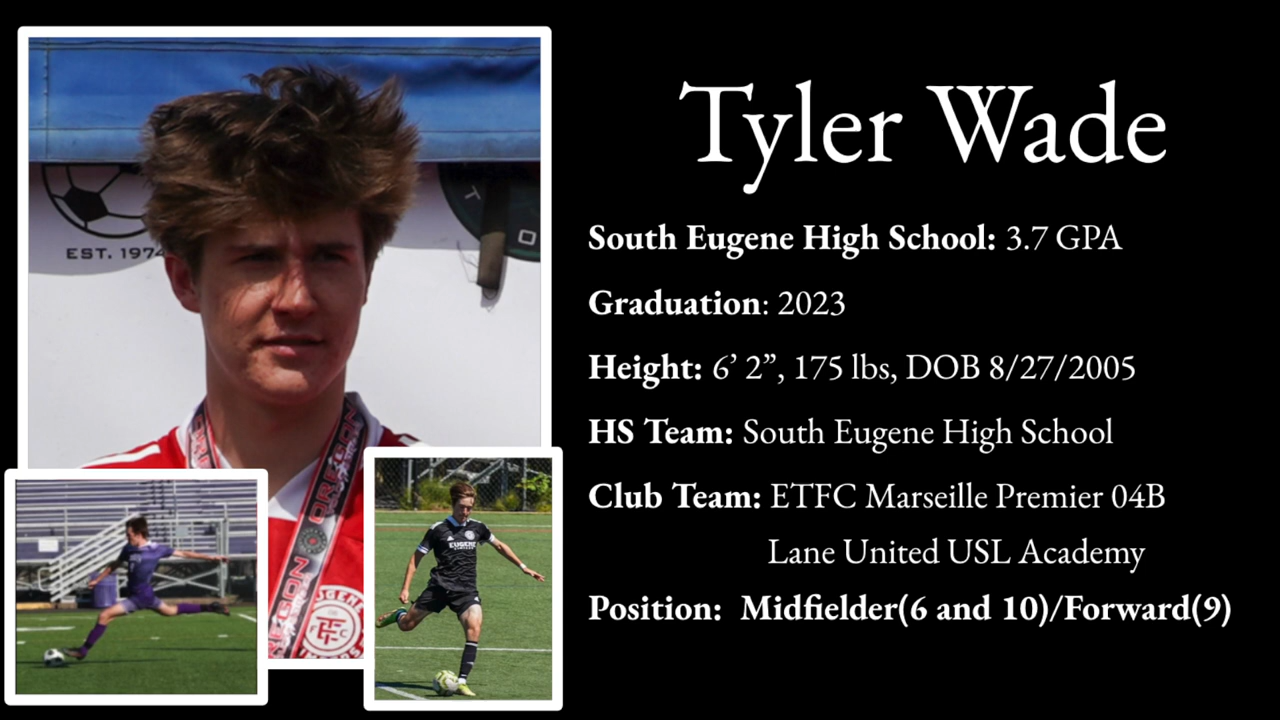 Tyler Wade
South Eugene High School: 3.7 GPA
Graduation: 2023
Height: 6’ 2”, 175 lbs, DOB 8/27/2005
HS Team: South Eugene High School
Club Team: ETFC Marseille Premier 04B
Lane United USL Academy
Position: Midfielder(6 and 10)/Forward(9)
EST. 1974
OREGON
EUGENE